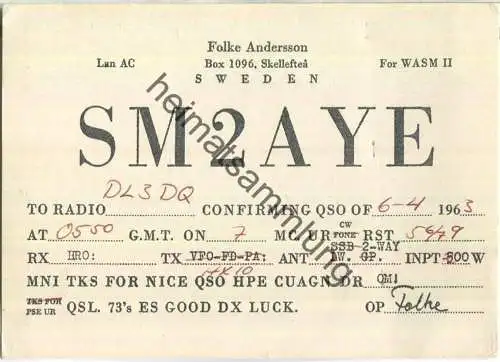 Folke Andersson
Lan AC Box 1096, Skellefteå For WASM II
SWEDEN
SM2AYE
DL3DQ
TO RADIO CONFIRMING QSO OF 6-4 1963
AT 0550 G.M.T. ON 7 MC UR CW FONE RST
SSB 2-WAY
RX HRO: TX VFO-FD-PA: ANT LW. GP. INPT 500 W
HX10
MNI TKS FOR NICE QSO HPE CUAGN DR OM!
TKS FOR
PSE UR QSL. 73's ES GOOD DX LUCK. OP Folke
heimatsammlung.de